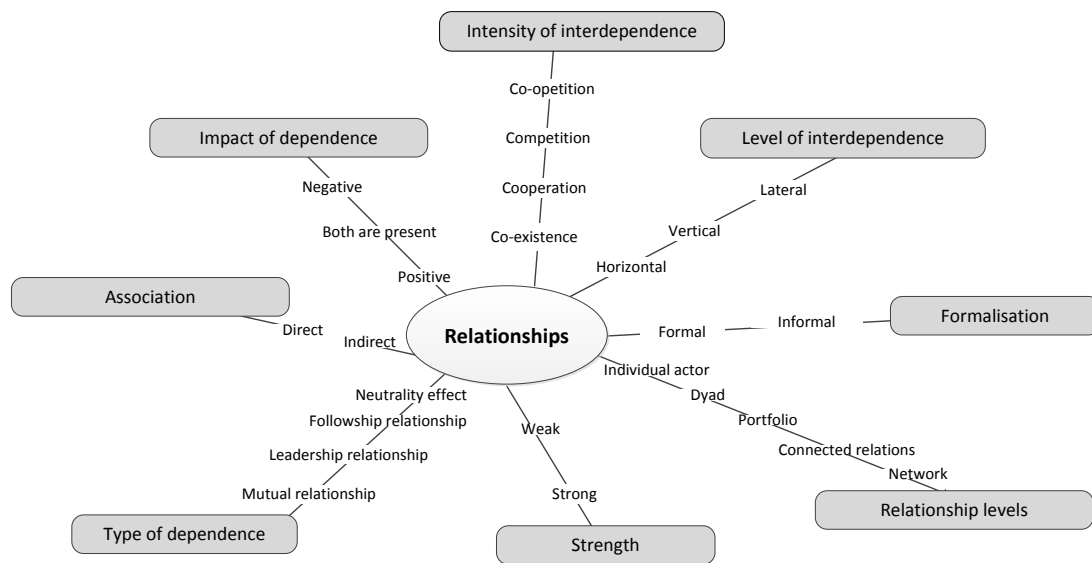 Intensity of interdependence
Co-opetition
Impact of dependence
Competition
Level of interdependence
Negative
Cooperation
Lateral
Both are present
Vertical
Co-existence
Horizontal
Positive
Association
Direct
Indirect
Relationships
Formal
Informal
Formalisation
Individual actor
Neutrality effect
Dyad
Followship relationship
Portfolio
Weak
Leadership relationship
Connected relations
Network
Mutual relationship
Strong
Relationship levels
Type of dependence
Strength